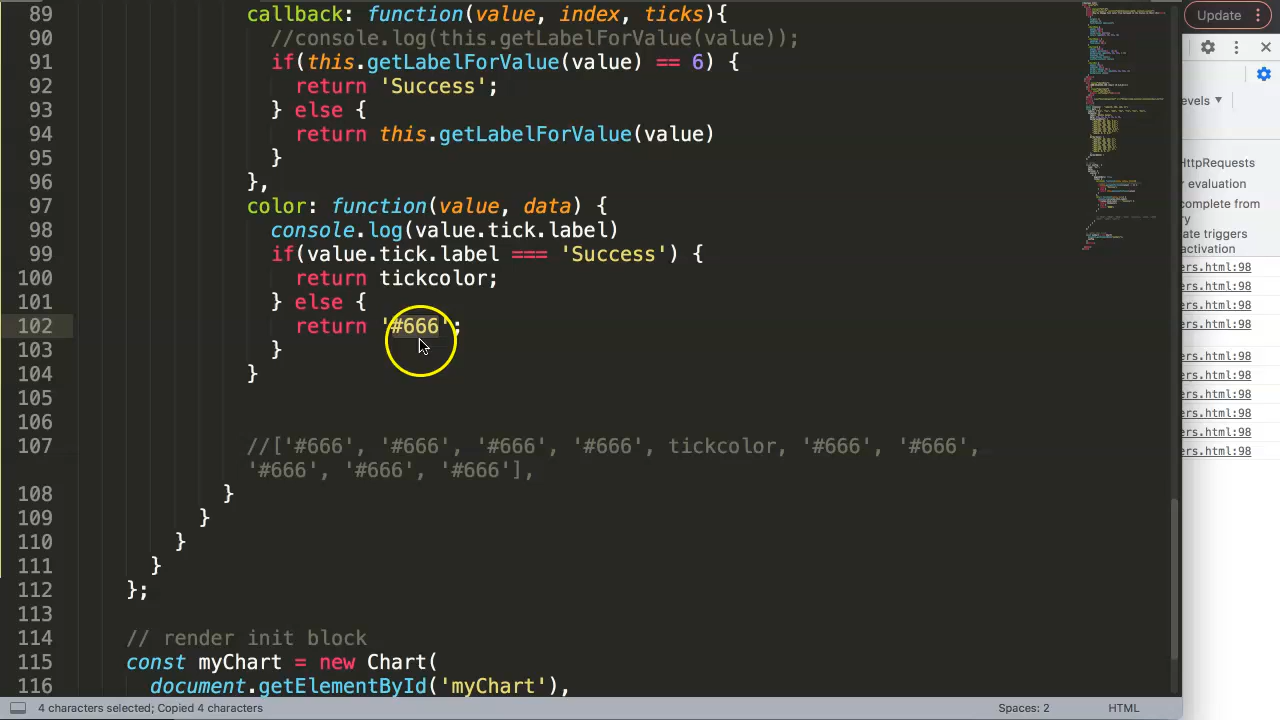 89 callback: function(value, index, ticks){
Update
90 //console.log(this.getLabelForValue(value));
91 if(this.getLabelForValue(value) == 6) {
92 return 'Success';
evels ▼
93 } else {
94 return this.getLabelForValue(value)
95 }
HttpRequests
96 },
r evaluation
97 color: function(value, data) {
complete from
ry
98 console.log(value.tick.label)
ate triggers
activation
99 if(value.tick.label === 'Success') {
ers.html:98
100 return tickcolor;
ers.html:98
101 } else {
ers.html:98
102 return '#666';
ers.html:98
103 }
ers.html:98
104 }
ers.html:98
105
ers.html:98
106
ers.html:98
ers.html:98
107 //['#666', '#666', '#666', '#666', tickcolor, '#666', '#666',
ers.html:98
'#666', '#666', '#666'],
108 }
109 }
110 }
111 }
112 };
113
114 // render init block
115 const myChart = new Chart(
116 document.getElementById('myChart'),
4 characters selected; Copied 4 characters
Spaces: 2
HTML